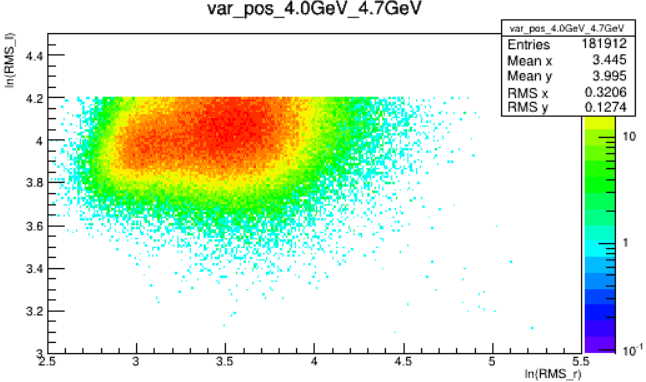 var_pos_4.0GeV_4.7GeV
var_pos_4.0GeV_4.7GeV
Entries 181912
Mean x 3.445
Mean y 3.995
RMS x 0.3206
RMS y 0.1274
ln(RMS_l)
4.4
4.2
4
3.8
3.6
3.4
3.2
3
2.5 3 3.5 4 4.5 5 5.5
ln(RMS_r)
10
1
10-1